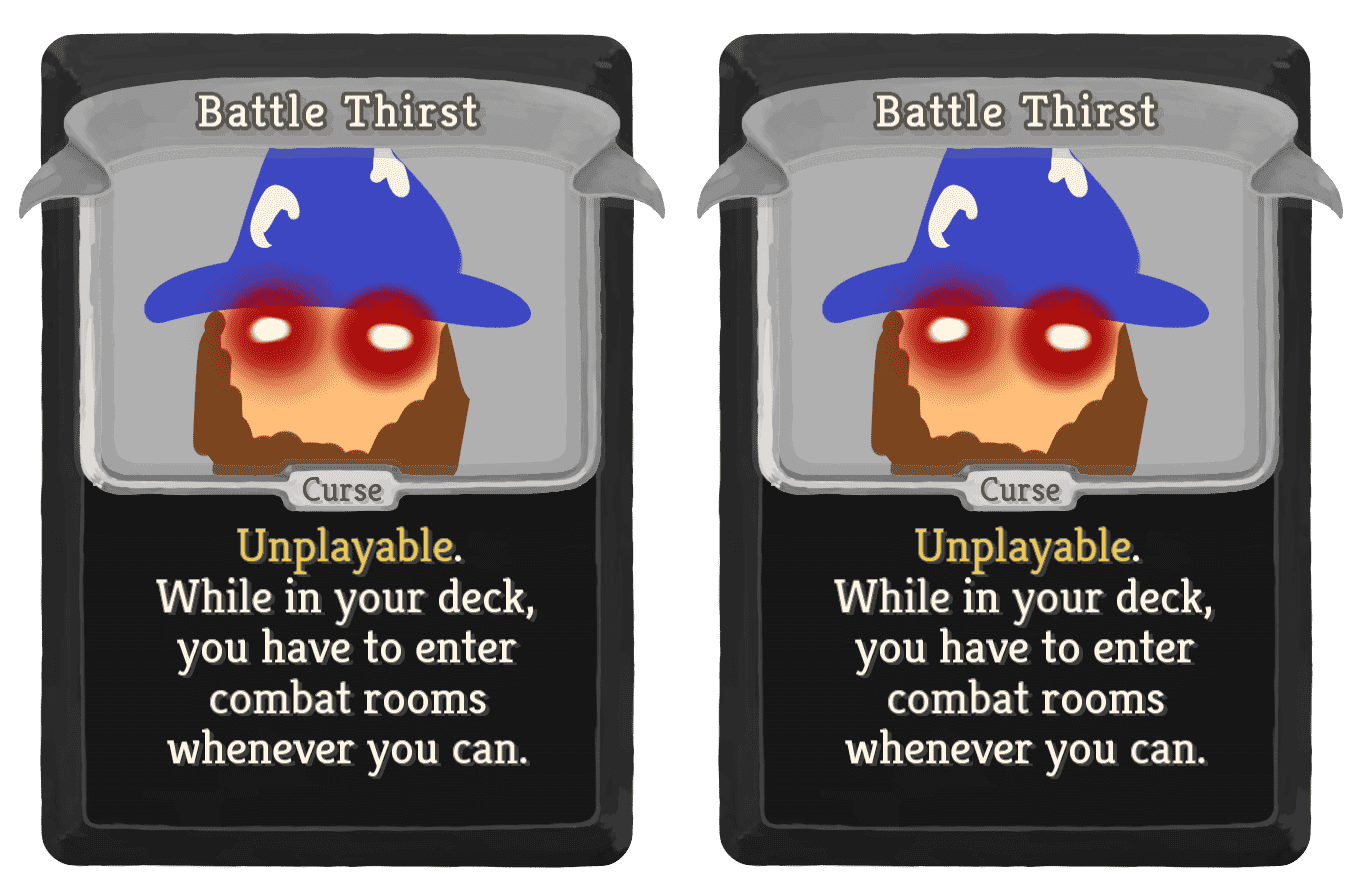 Battle Thirst
Curse
Unplayable.
While in your deck,
you have to enter
combat rooms
whenever you can.
Battle Thirst
Curse
Unplayable.
While in your deck,
you have to enter
combat rooms
whenever you can.